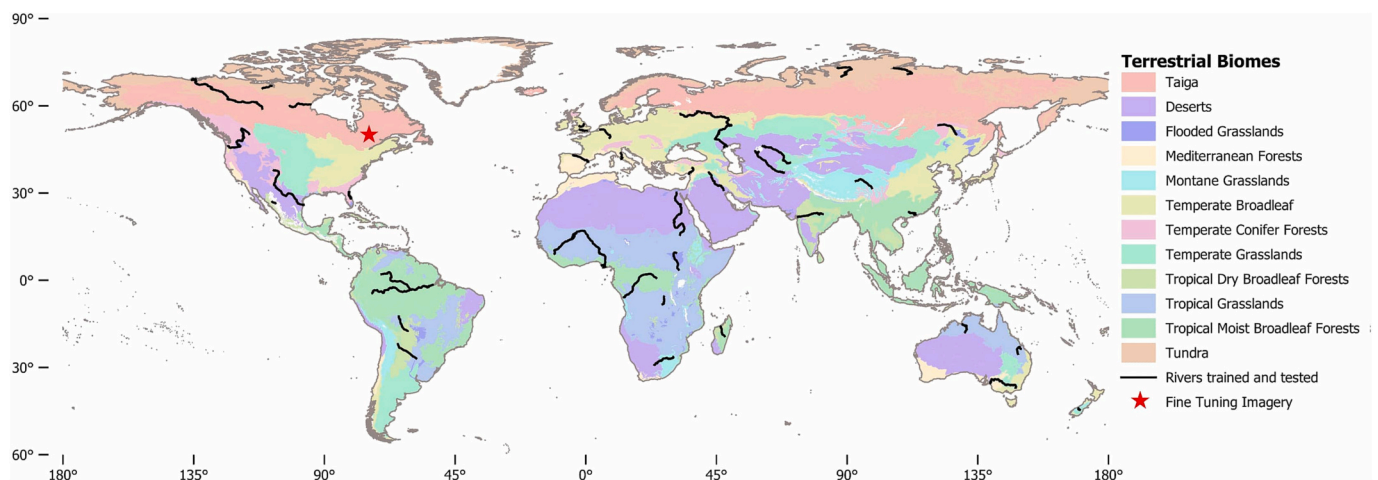 90°
60°
30°
0°
30°
60°
180° 135° 90° 45° 0° 45° 90° 135° 180°
Terrestrial Biomes
Taiga
Deserts
Flooded Grasslands
Mediterranean Forests
Montane Grasslands
Temperate Broadleaf
Temperate Conifer Forests
Temperate Grasslands
Tropical Dry Broadleaf Forests
Tropical Grasslands
Tropical Moist Broadleaf Forests
Tundra
Rivers trained and tested
Fine Tuning Imagery